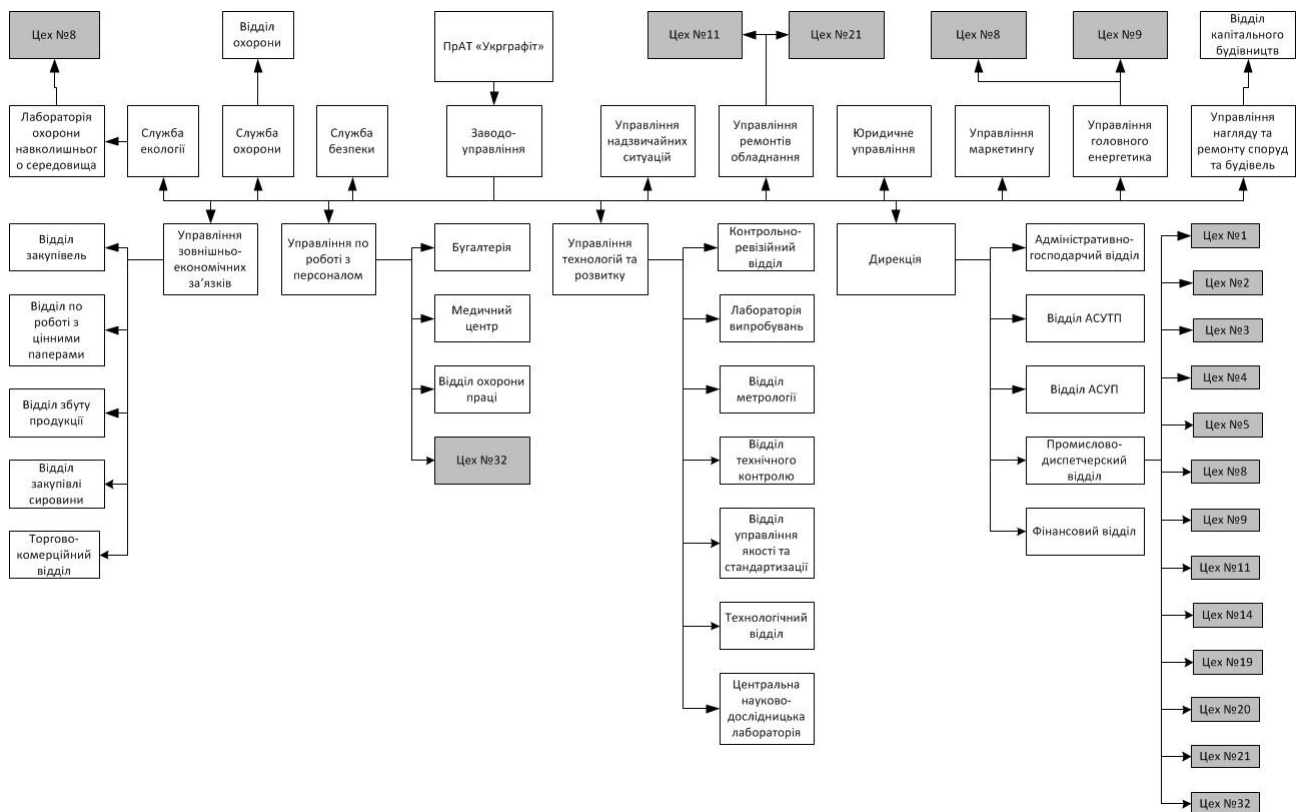 Цех №8
Відділ
охорони
ПрАТ «Укрграфіт»
Цех №11
Цех №21
Цех №8
Цех №9
Відділ
капітального
будівництв
Лабораторія
охорони
навколишньог
о середовища
Служба
екології
Служба
охорони
Служба
безпеки
Заводо-
управління
Управління
надзвичайних
ситуацій
Управління
ремонтів
обладнання
Юридичне
управління
Управління
маркетингу
Управління
головного
енергетика
Управління
нагляду та
ремонту споруд
та будівель
Відділ
закупівель
Управління
зовнішньо-
економічних
за’язків
Управління по
роботі з
персоналом
Бугалтерія
Управління
технологій та
розвитку
Контрольно-
ревізійний
відділ
Дирекція
Адміністративно-
господарчий відділ
Цех №1
Цех №2
Відділ по
роботі з
цінними
паперами
Медичний
центр
Лабораторія
випробувань
Відділ АСУТП
Цех №3
Цех №4
Відділ збуту
продукції
Відділ охорони
праці
Відділ
метрології
Відділ АСУП
Цех №5
Відділ
закупівлі
сировини
Цех №32
Відділ
технічного
контролю
Промислово-
диспетчерский
відділ
Цех №8
Цех №9
Торгово-
комерційний
відділ
Відділ
управління
якості та
стандартизації
Фінансовий відділ
Цех №11
Цех №14
Технологічний
відділ
Цех №19
Центральна
науково-
дослідницька
лабораторія
Цех №20
Цех №21
Цех №32